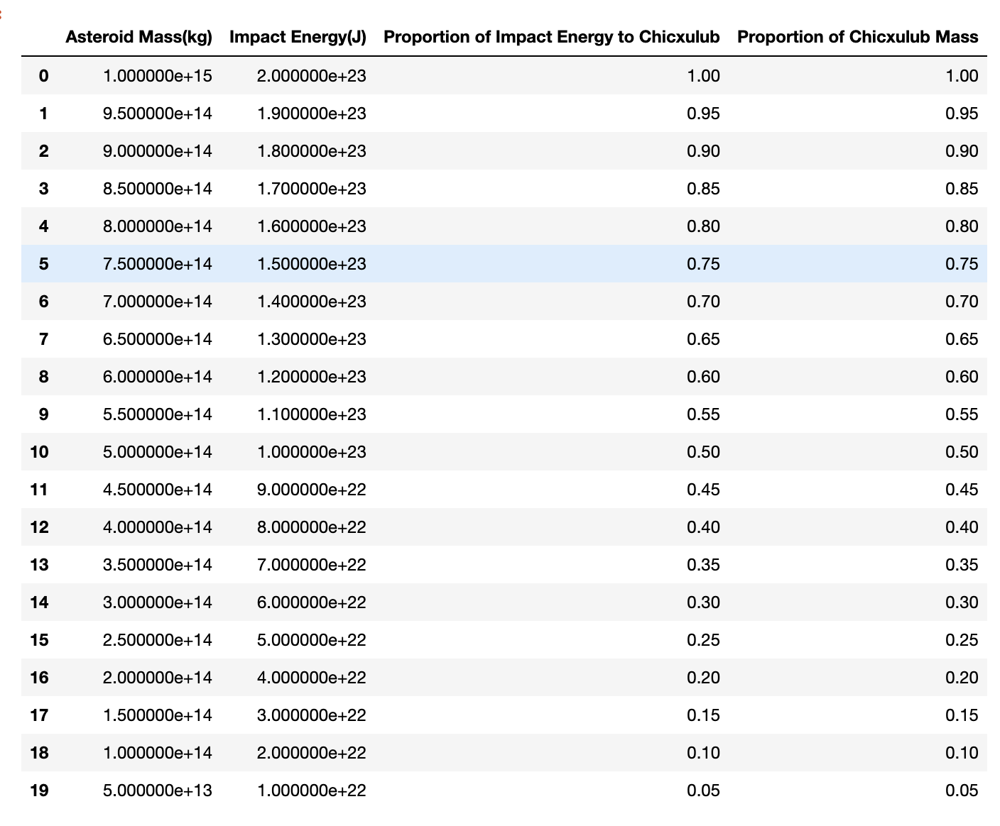 Asteroid Mass(kg) Impact Energy(J) Proportion of Impact Energy to Chicxulub Proportion of Chicxulub Mass
0 1.000000e+15 2.000000e+23 1.00 1.00
1 9.500000e+14 1.900000e+23 0.95 0.95
2 9.000000e+14 1.800000e+23 0.90 0.90
3 8.500000e+14 1.700000e+23 0.85 0.85
4 8.000000e+14 1.600000e+23 0.80 0.80
5 7.500000e+14 1.500000e+23 0.75 0.75
6 7.000000e+14 1.400000e+23 0.70 0.70
7 6.500000e+14 1.300000e+23 0.65 0.65
8 6.000000e+14 1.200000e+23 0.60 0.60
9 5.500000e+14 1.100000e+23 0.55 0.55
10 5.000000e+14 1.000000e+23 0.50 0.50
11 4.500000e+14 9.000000e+22 0.45 0.45
12 4.000000e+14 8.000000e+22 0.40 0.40
13 3.500000e+14 7.000000e+22 0.35 0.35
14 3.000000e+14 6.000000e+22 0.30 0.30
15 2.500000e+14 5.000000e+22 0.25 0.25
16 2.000000e+14 4.000000e+22 0.20 0.20
17 1.500000e+14 3.000000e+22 0.15 0.15
18 1.000000e+14 2.000000e+22 0.10 0.10
19 5.000000e+13 1.000000e+22 0.05 0.05